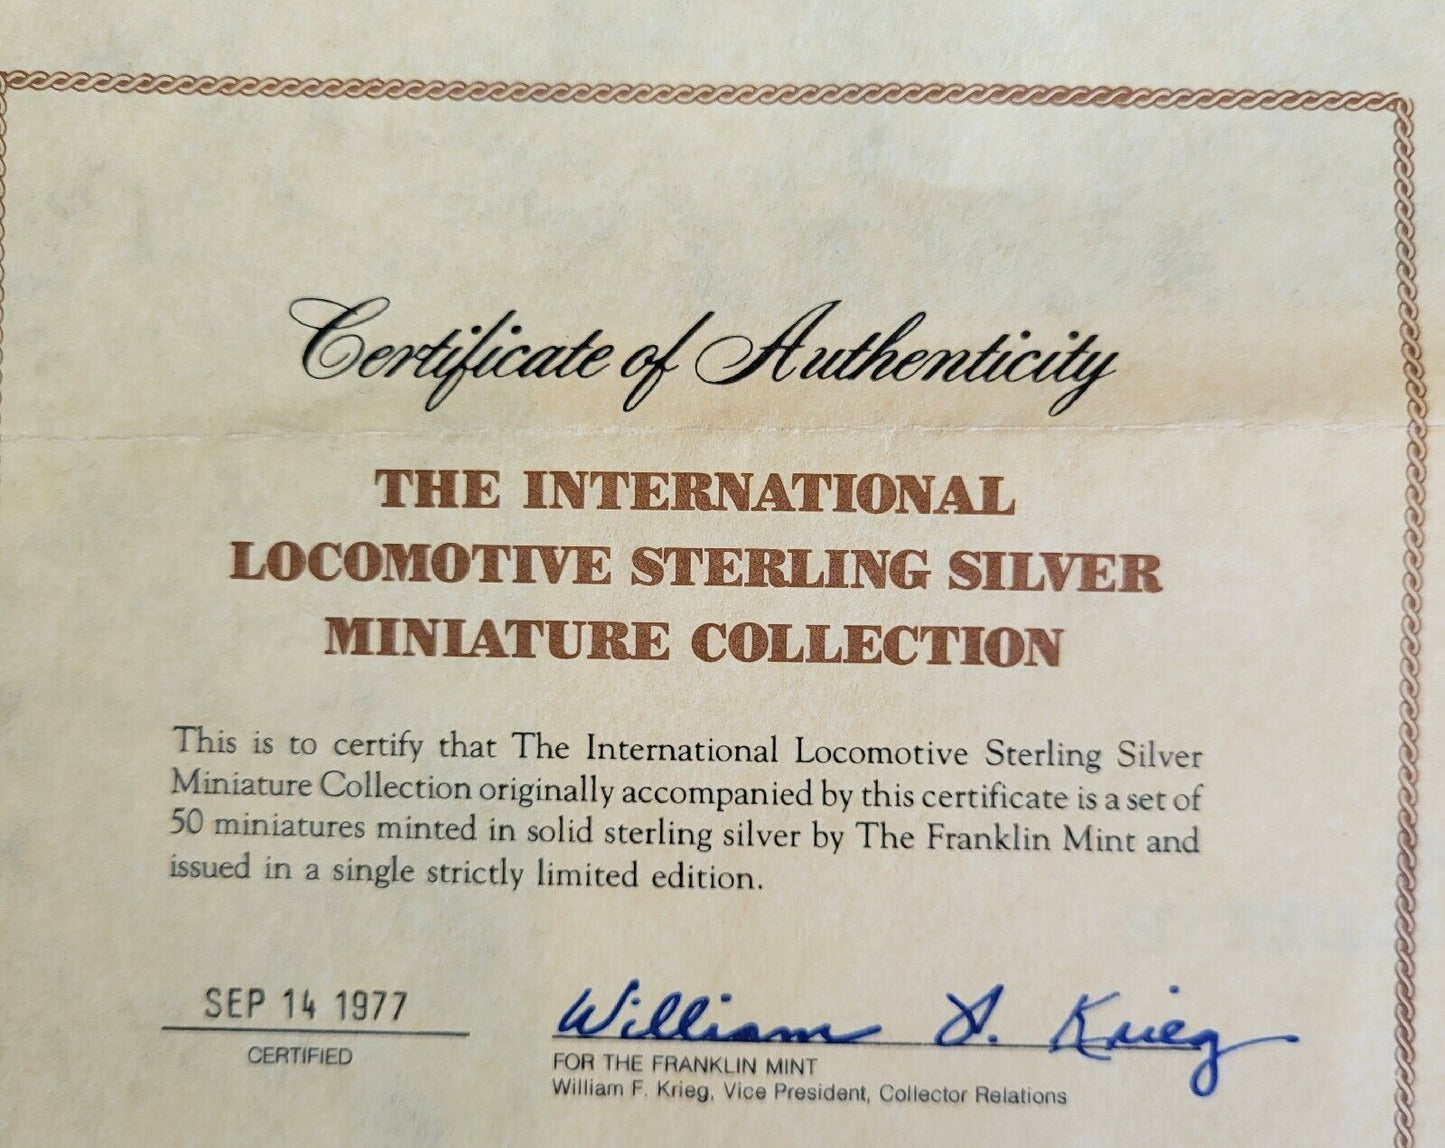 Certificate of Authenticity
THE INTERNATIONAL
LOCOMOTIVE STERLING SILVER
MINIATURE COLLECTION
This is to certify that The International Locomotive Sterling Silver
Miniature Collection originally accompanied by this certificate is a set of
50 miniatures minted in solid sterling silver by The Franklin Mint and
issued in a single strictly limited edition.
SEP 14 1977
CERTIFIED
William F. Krieg
FOR THE FRANKLIN MINT
William F. Krieg, Vice President, Collector Relations